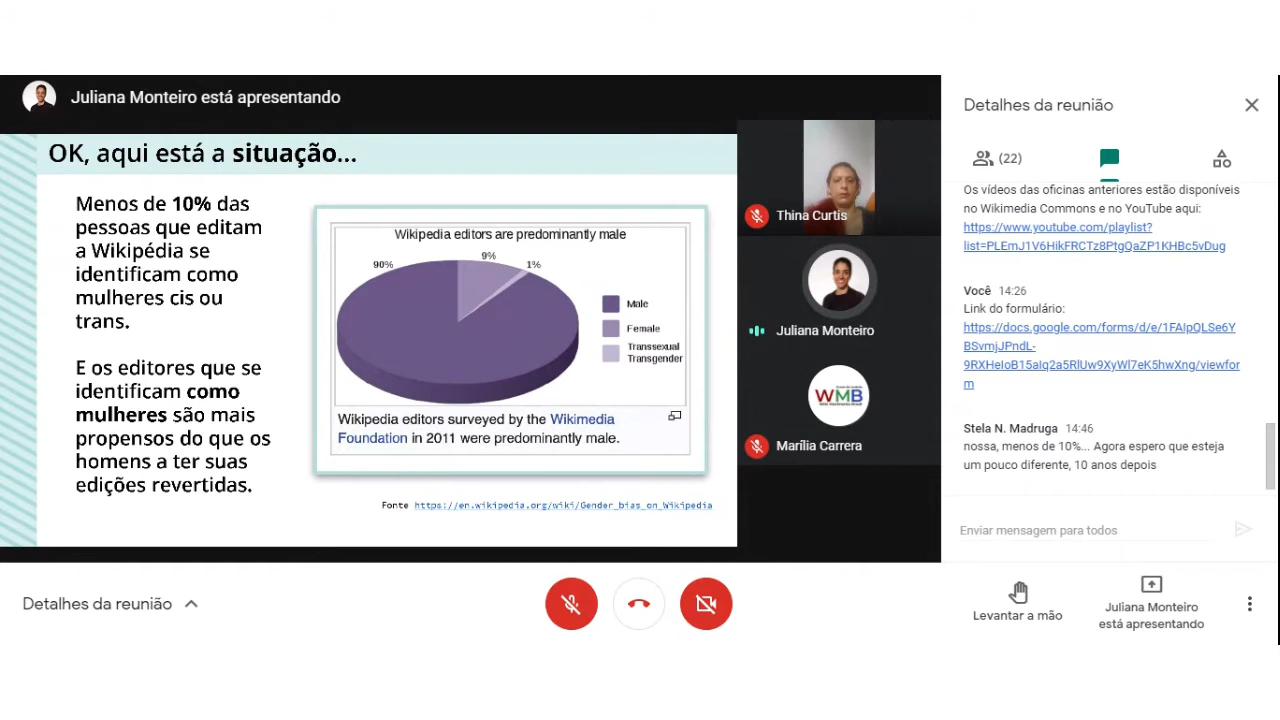 Juliana Monteiro está apresentando
OK, aqui está a situação...
Menos de 10% das
pessoas que editam
a Wikipédia se
identificam como
mulheres cis ou
trans.
E os editores que se
identificam como
mulheres são mais
propensos do que os
homens a ter suas
edições revertidas.
Wikipedia editors are predominantly male
90%
9%
1%
Male
Female
Transsexual
Transgender
Wikipedia editors surveyed by the Wikimedia
Foundation in 2011 were predominantly male.
Fonte https://en.wikipedia.org/wiki/Gender_bias_on_Wikipedia
Thina Curtis
Juliana Monteiro
WMB
Marília Carrera
Detalhes da reunião
(22)
Os vídeos das oficinas anteriores estão disponíveis
no Wikimedia Commons e no YouTube aqui:
https://www.youtube.com/playlist?
list=PLEmJ1V6HikFRCTz8PtgQaZP1KHBc5vDug
Você 14:26
Link do formulário:
https://docs.google.com/forms/d/e/1FAIpQLSe6Y
BSvmjJPndL-
9RXHeIoB15aIq2a5RlUw9XyWl7eK5hwXng/viewfor
m
Stela N. Madruga 14:46
nossa, menos de 10%... Agora espero que esteja
um pouco diferente, 10 anos depois
Enviar mensagem para todos
Detalhes da reunião
Levantar a mão
Juliana Monteiro
está apresentando